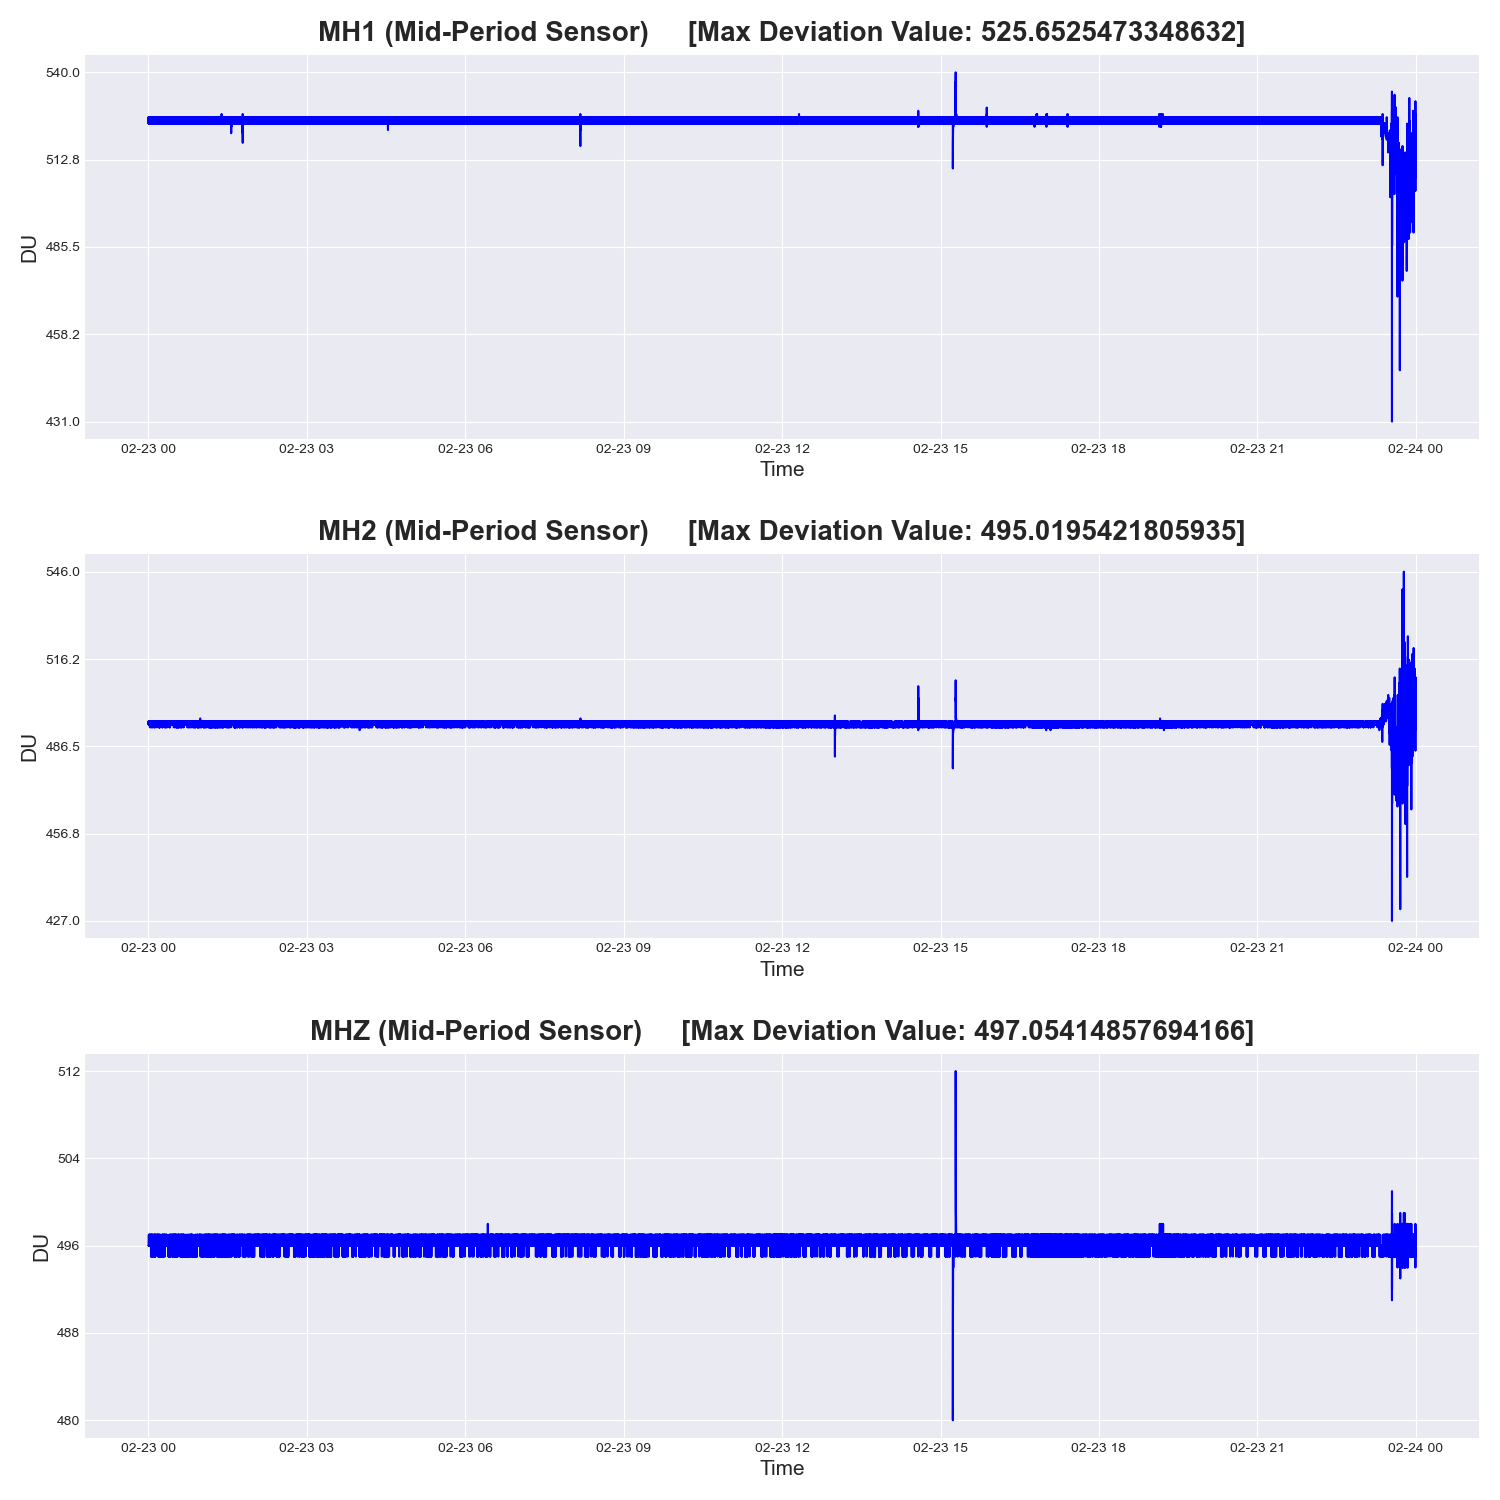 MH1 (Mid-Period Sensor) [Max Deviation Value: 525.6525473348632]
540.0
512.8
485.5
458.2
431.0
DU
02-23 00 02-23 03 02-23 06 02-23 09 02-23 12 02-23 15 02-23 18 02-23 21 02-24 00
Time
MH2 (Mid-Period Sensor) [Max Deviation Value: 495.0195421805935]
546.0
516.2
486.5
456.8
427.0
DU
02-23 00 02-23 03 02-23 06 02-23 09 02-23 12 02-23 15 02-23 18 02-23 21 02-24 00
Time
MHZ (Mid-Period Sensor) [Max Deviation Value: 497.05414857694166]
512
504
496
488
480
DU
02-23 00 02-23 03 02-23 06 02-23 09 02-23 12 02-23 15 02-23 18 02-23 21 02-24 00
Time